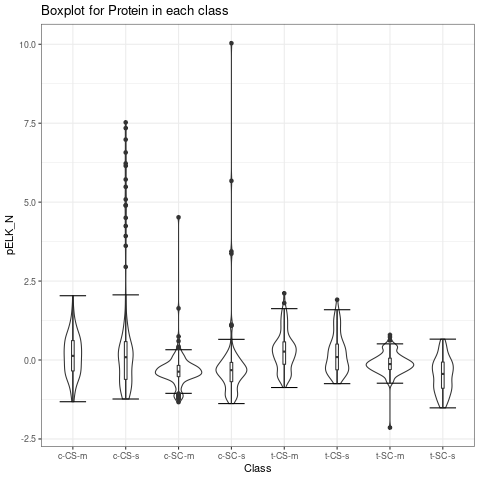 Boxplot for Protein in each class
10.0
7.5
5.0
2.5
0.0
-2.5
pELK_N
c-CS-m c-CS-s c-SC-m c-SC-s t-CS-m t-CS-s t-SC-m t-SC-s
Class